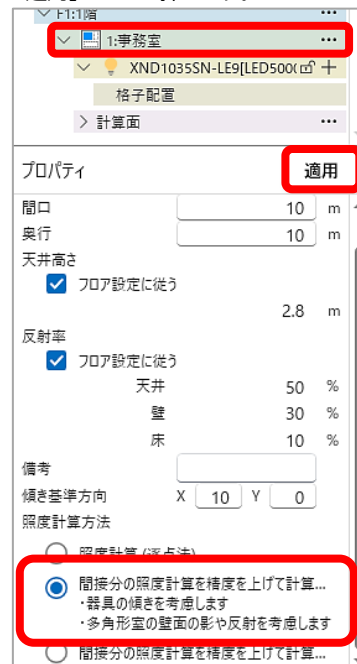 F1:1階 ...
1:事務室 ...
XND1035SN-LE9[LED500( +
格子配置
計算面 ...
プロパティ 適用
間口 10 m
奥行 10 m
天井高さ
フロア設定に従う
2.8 m
反射率
フロア設定に従う
天井 50 %
壁 30 %
床 10 %
備考
傾き基準方向 X 10 Y 0
照度計算方法
照度計算 (逐点法)
間接分の照度計算を精度を上げて計算...
・器具の傾きを考慮します
・多角形室の壁面の影や反射を考慮します
間接分の照度計算を精度を上げて計算...